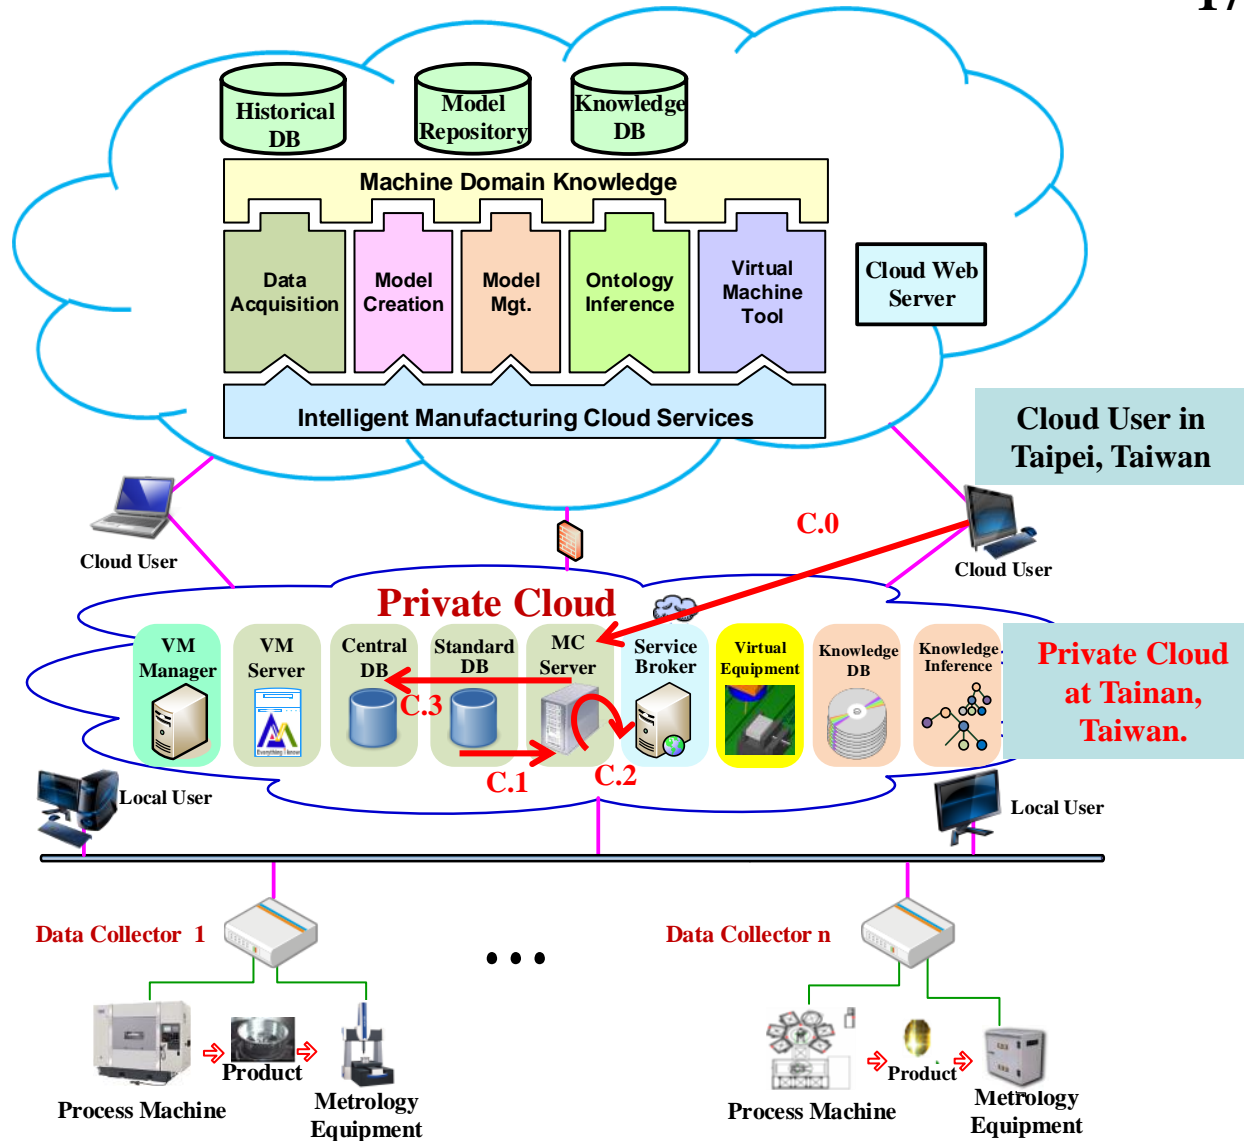 17
Historical
DB
Model
Repository
Knowledge
DB
Machine Domain Knowledge
Data
Acquisition
Model
Creation
Model
Mgt.
Ontology
Inference
Virtual
Machine
Tool
Cloud Web
Server
Intelligent Manufacturing Cloud Services
Cloud User in
Taipei, Taiwan
C.0
Cloud User
Cloud User
Private Cloud
VM
Manager
VM
Server
Central
DB
Standard
DB
MC
Server
Service
Broker
Virtual
Equipment
Knowledge
DB
Knowledge
Inference
Private Cloud
at Tainan,
Taiwan.
C.3
Everything I know
C.1
C.2
Local User
Local User
Data Collector 1
...
Data Collector n
Product
Process Machine
Metrology
Equipment
Product
Process Machine
Metrology
Equipment